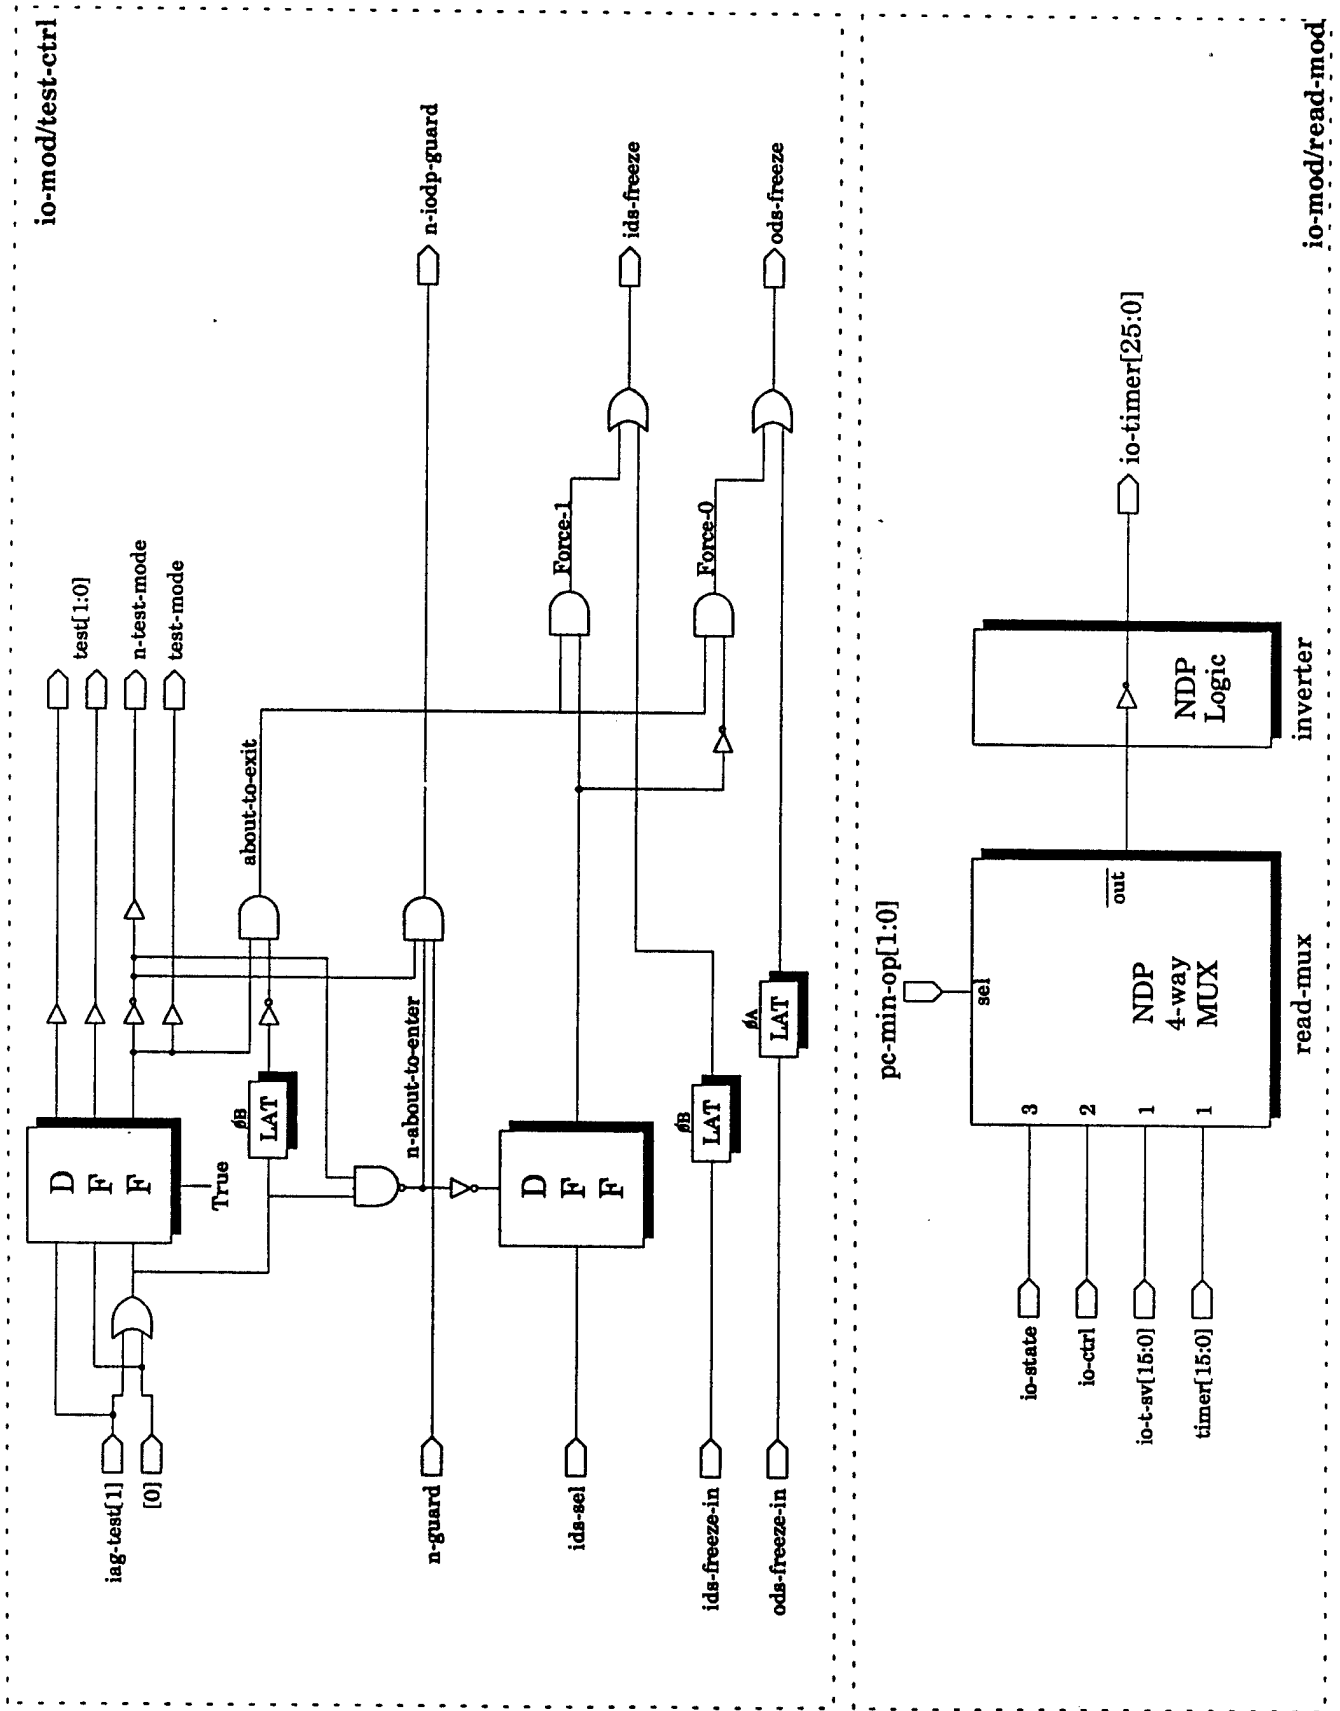 io-mod/test-ctrl
test[1:0]
n-test-mode
test-mode
about-to-exit
n-iodp-guard
n-about-to-enter
Force-1
ids-freeze
Force-0
ods-freeze
D
F
F
True
øB
LAT
D
F
F
øB
LAT
øA
LAT
iag-test[1]
[0]
n-guard
ids-sel
ids-freeze-in
ods-freeze-in
io-mod/read-mod
pc-min-op[1:0]
sel
3
2
1
1
out
NDP
4-way
MUX
read-mux
NDP
Logic
inverter
io-timer[25:0]
io-state
io-ctrl
io-t-sv[15:0]
timer[15:0]